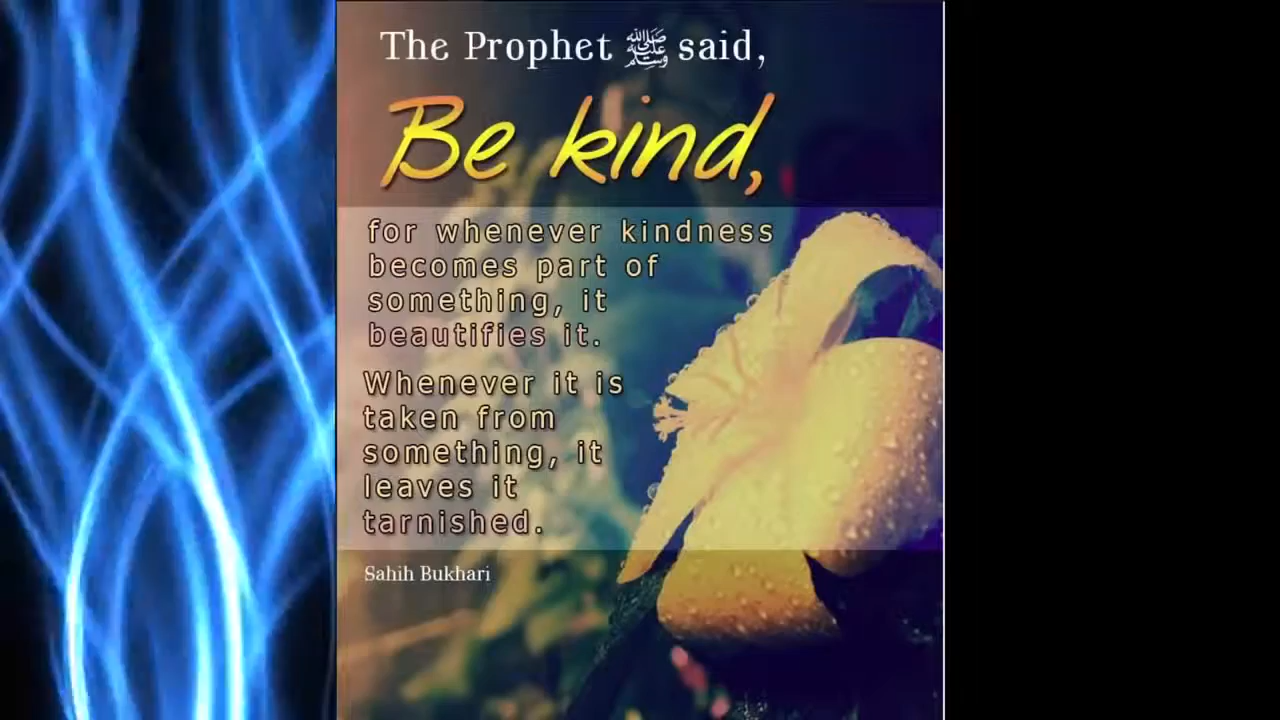 The Prophet ﷺ said,
Be kind,
for whenever kindness
becomes part of
something, it
beautifies it.
Whenever it is
taken from
something, it
leaves it
tarnished.
Sahih Bukhari